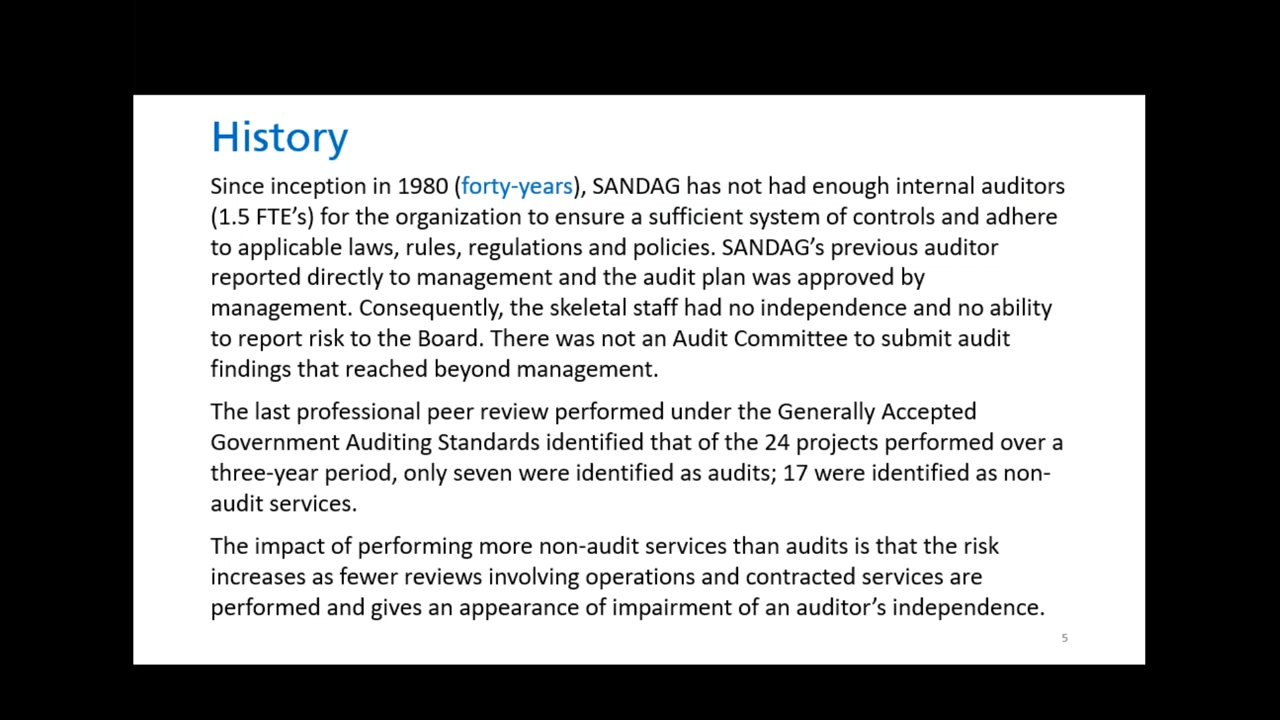 History
Since inception in 1980 (forty-years), SANDAG has not had enough internal auditors
(1.5 FTE’s) for the organization to ensure a sufficient system of controls and adhere
to applicable laws, rules, regulations and policies. SANDAG’s previous auditor
reported directly to management and the audit plan was approved by
management. Consequently, the skeletal staff had no independence and no ability
to report risk to the Board. There was not an Audit Committee to submit audit
findings that reached beyond management.
The last professional peer review performed under the Generally Accepted
Government Auditing Standards identified that of the 24 projects performed over a
three-year period, only seven were identified as audits; 17 were identified as non-
audit services.
The impact of performing more non-audit services than audits is that the risk
increases as fewer reviews involving operations and contracted services are
performed and gives an appearance of impairment of an auditor’s independence.
5